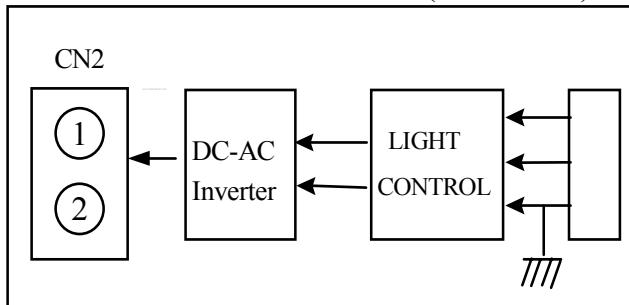 CN2
1
2
DC-AC
Inverter
LIGHT
CONTROL